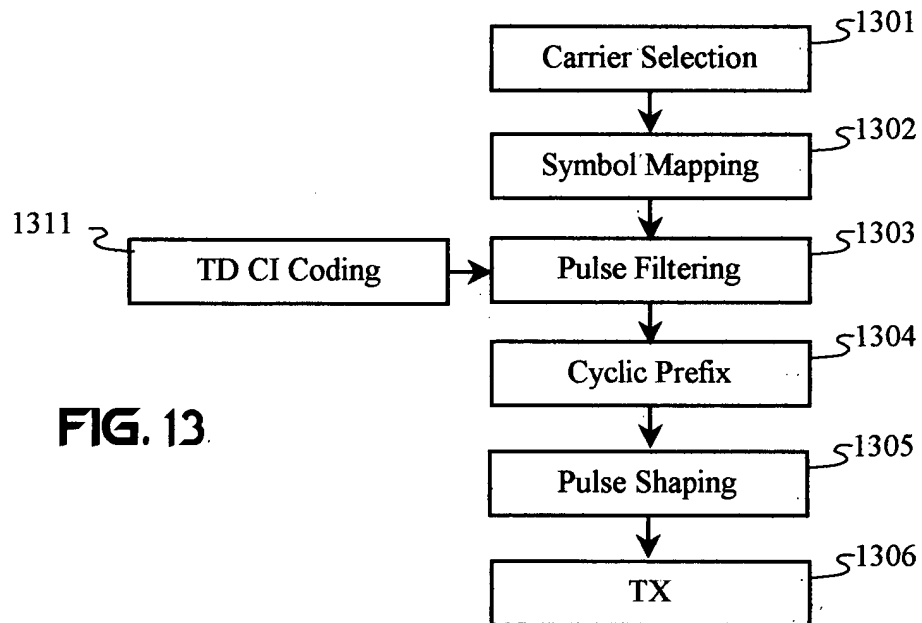 1301
Carrier Selection
1302
Symbol Mapping
1311
1303
TD CI Coding
Pulse Filtering
1304
Cyclic Prefix
FIG. 13
1305
Pulse Shaping
1306
TX